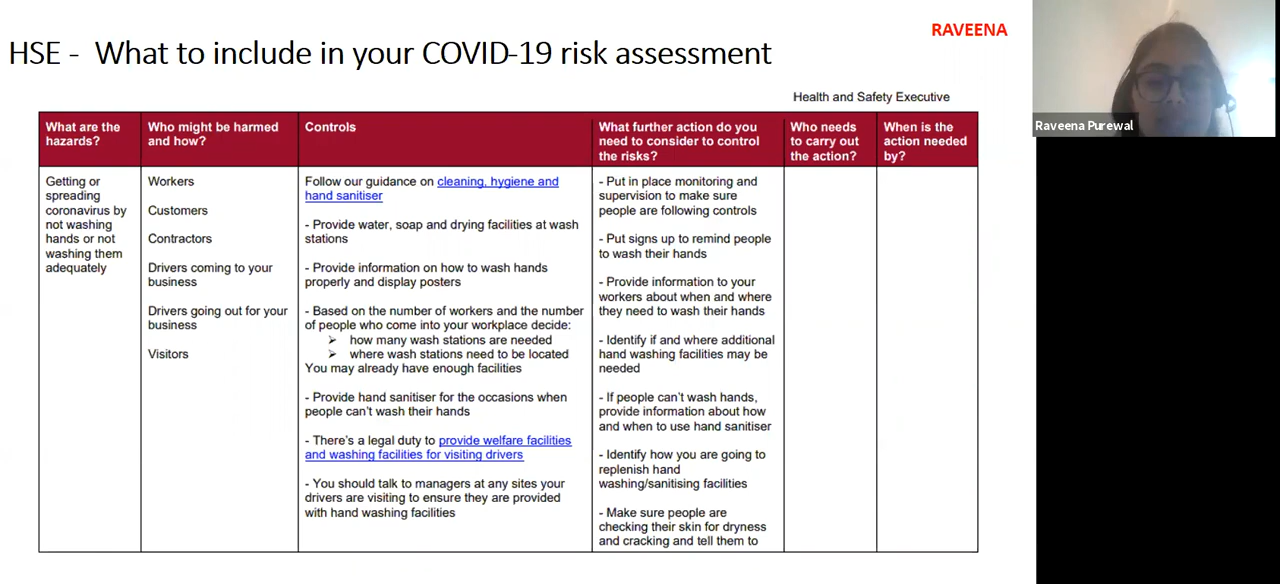 RAVEENA
HSE - What to include in your COVID-19 risk assessment
Raveena Purewal
Health and Safety Executive
What are the
hazards?
Who might be harmed
and how?
Controls
What further action do you
need to consider to control
the risks?
Who needs
to carry out
the action?
When is the
action needed
by?
Getting or
spreading
coronavirus by
not washing
hands or not
washing them
adequately
Workers
Customers
Contractors
Drivers coming to your
business
Drivers going out for your
business
Visitors
Follow our guidance on cleaning, hygiene and
hand sanitiser
- Provide water, soap and drying facilities at wash
stations
- Provide information on how to wash hands
properly and display posters
- Based on the number of workers and the number
of people who come into your workplace decide:
➢ how many wash stations are needed
➢ where wash stations need to be located
You may already have enough facilities
- Provide hand sanitiser for the occasions when
people can't wash their hands
- There's a legal duty to provide welfare facilities
and washing facilities for visiting drivers
- You should talk to managers at any sites your
drivers are visiting to ensure they are provided
with hand washing facilities
- Put in place monitoring and
supervision to make sure
people are following controls
- Put signs up to remind people
to wash their hands
- Provide information to your
workers about when and where
they need to wash their hands
- Identify if and where additional
hand washing facilities may be
needed
- If people can't wash hands,
provide information about how
and when to use hand sanitiser
- Identify how you are going to
replenish hand
washing/sanitising facilities
- Make sure people are
checking their skin for dryness
and cracking and tell them to